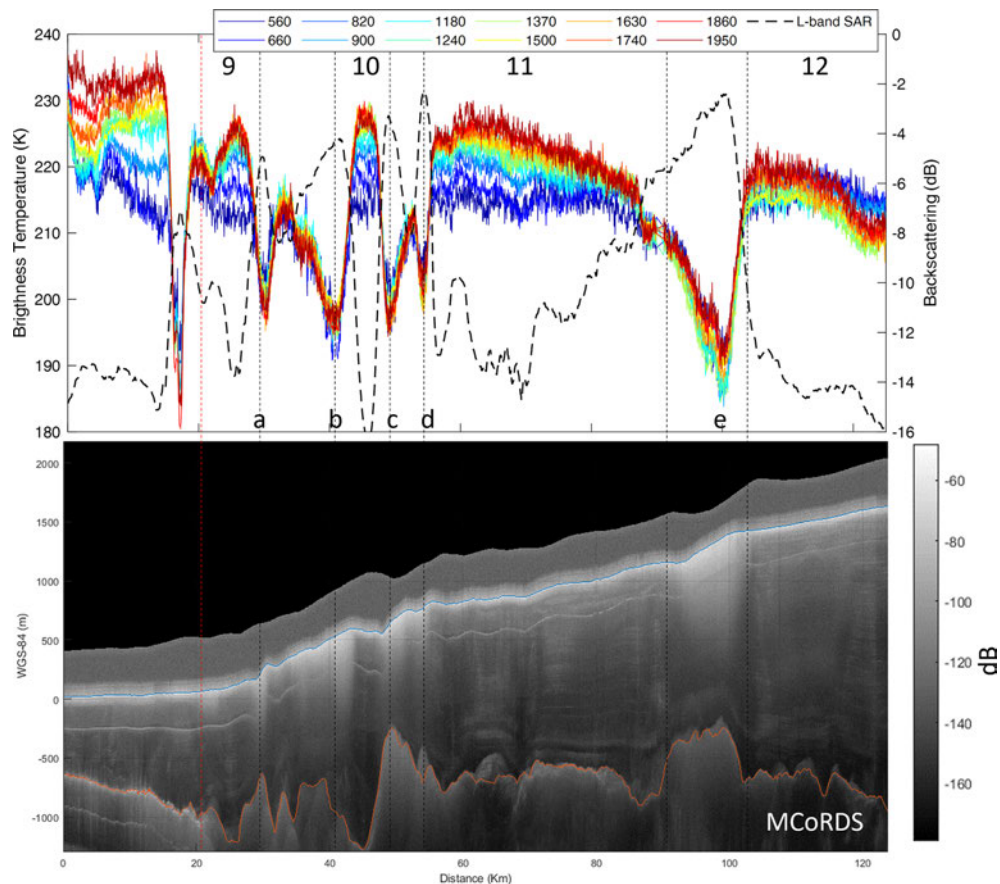 560 820 1180 1370 1630 1860 L-band SAR
660 900 1240 1500 1740 1950
240
230
220
210
200
190
180
Brigthness Temperature (K)
9 10 11 12
a b c d e
0
-2
-4
-6
-8
-10
-12
-14
-16
Backscattering (dB)
2000
1500
1000
500
0
-500
-1000
WGS-84 (m)
MCoRDS
0 20 40 60 80 100 120
Distance (Km)
-60
-80
-100
-120
-140
-160
dB